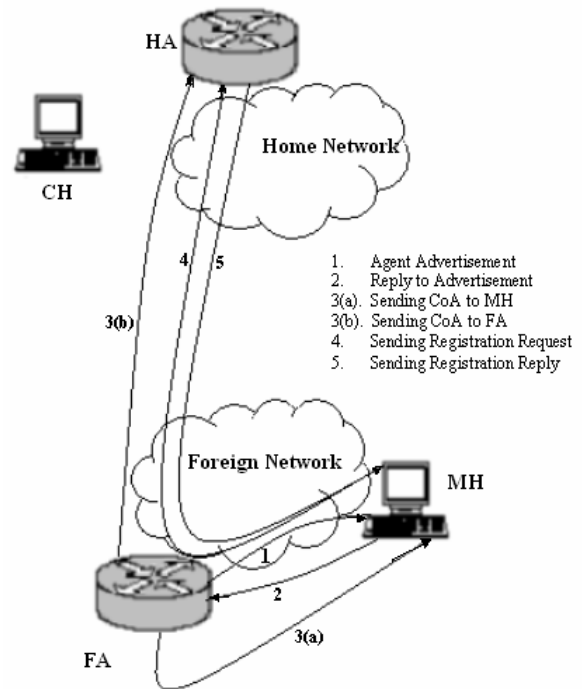 HA
Home Network
CH
4
5
1. Agent Advertisement
2. Reply to Advertisement
3(a). Sending CoA to MH
3(b). Sending CoA to FA
4. Sending Registration Request
5. Sending Registration Reply
3(b)
Foreign Network
MH
1
2
3(a)
FA